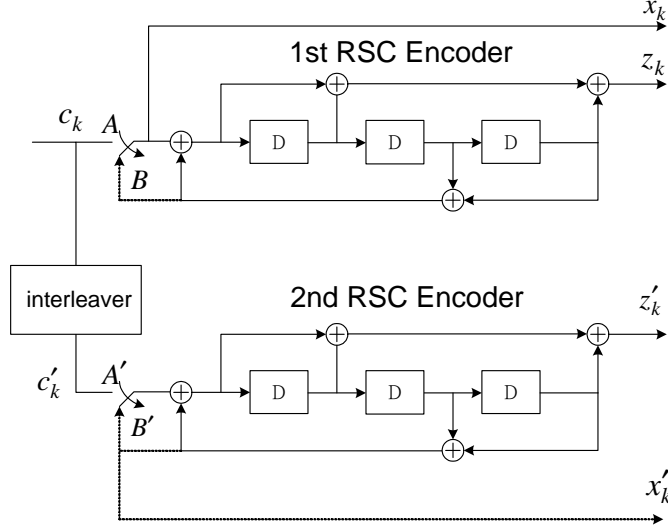 x_k
1st RSC Encoder
z_k
c_k
A
D D D
B
interleaver
2nd RSC Encoder
z′_k
c′_k
A′
D D D
B′
x′_k